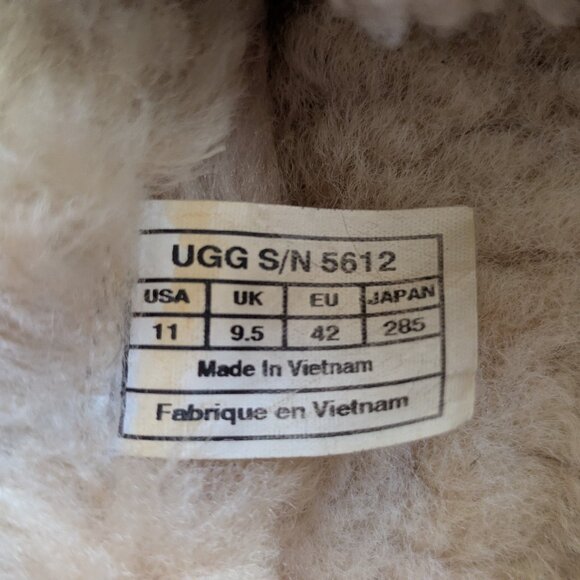 UGG S/N 5612
USA UK EU JAPAN
11 9.5 42 285
Made In Vietnam
Fabrique en Vietnam